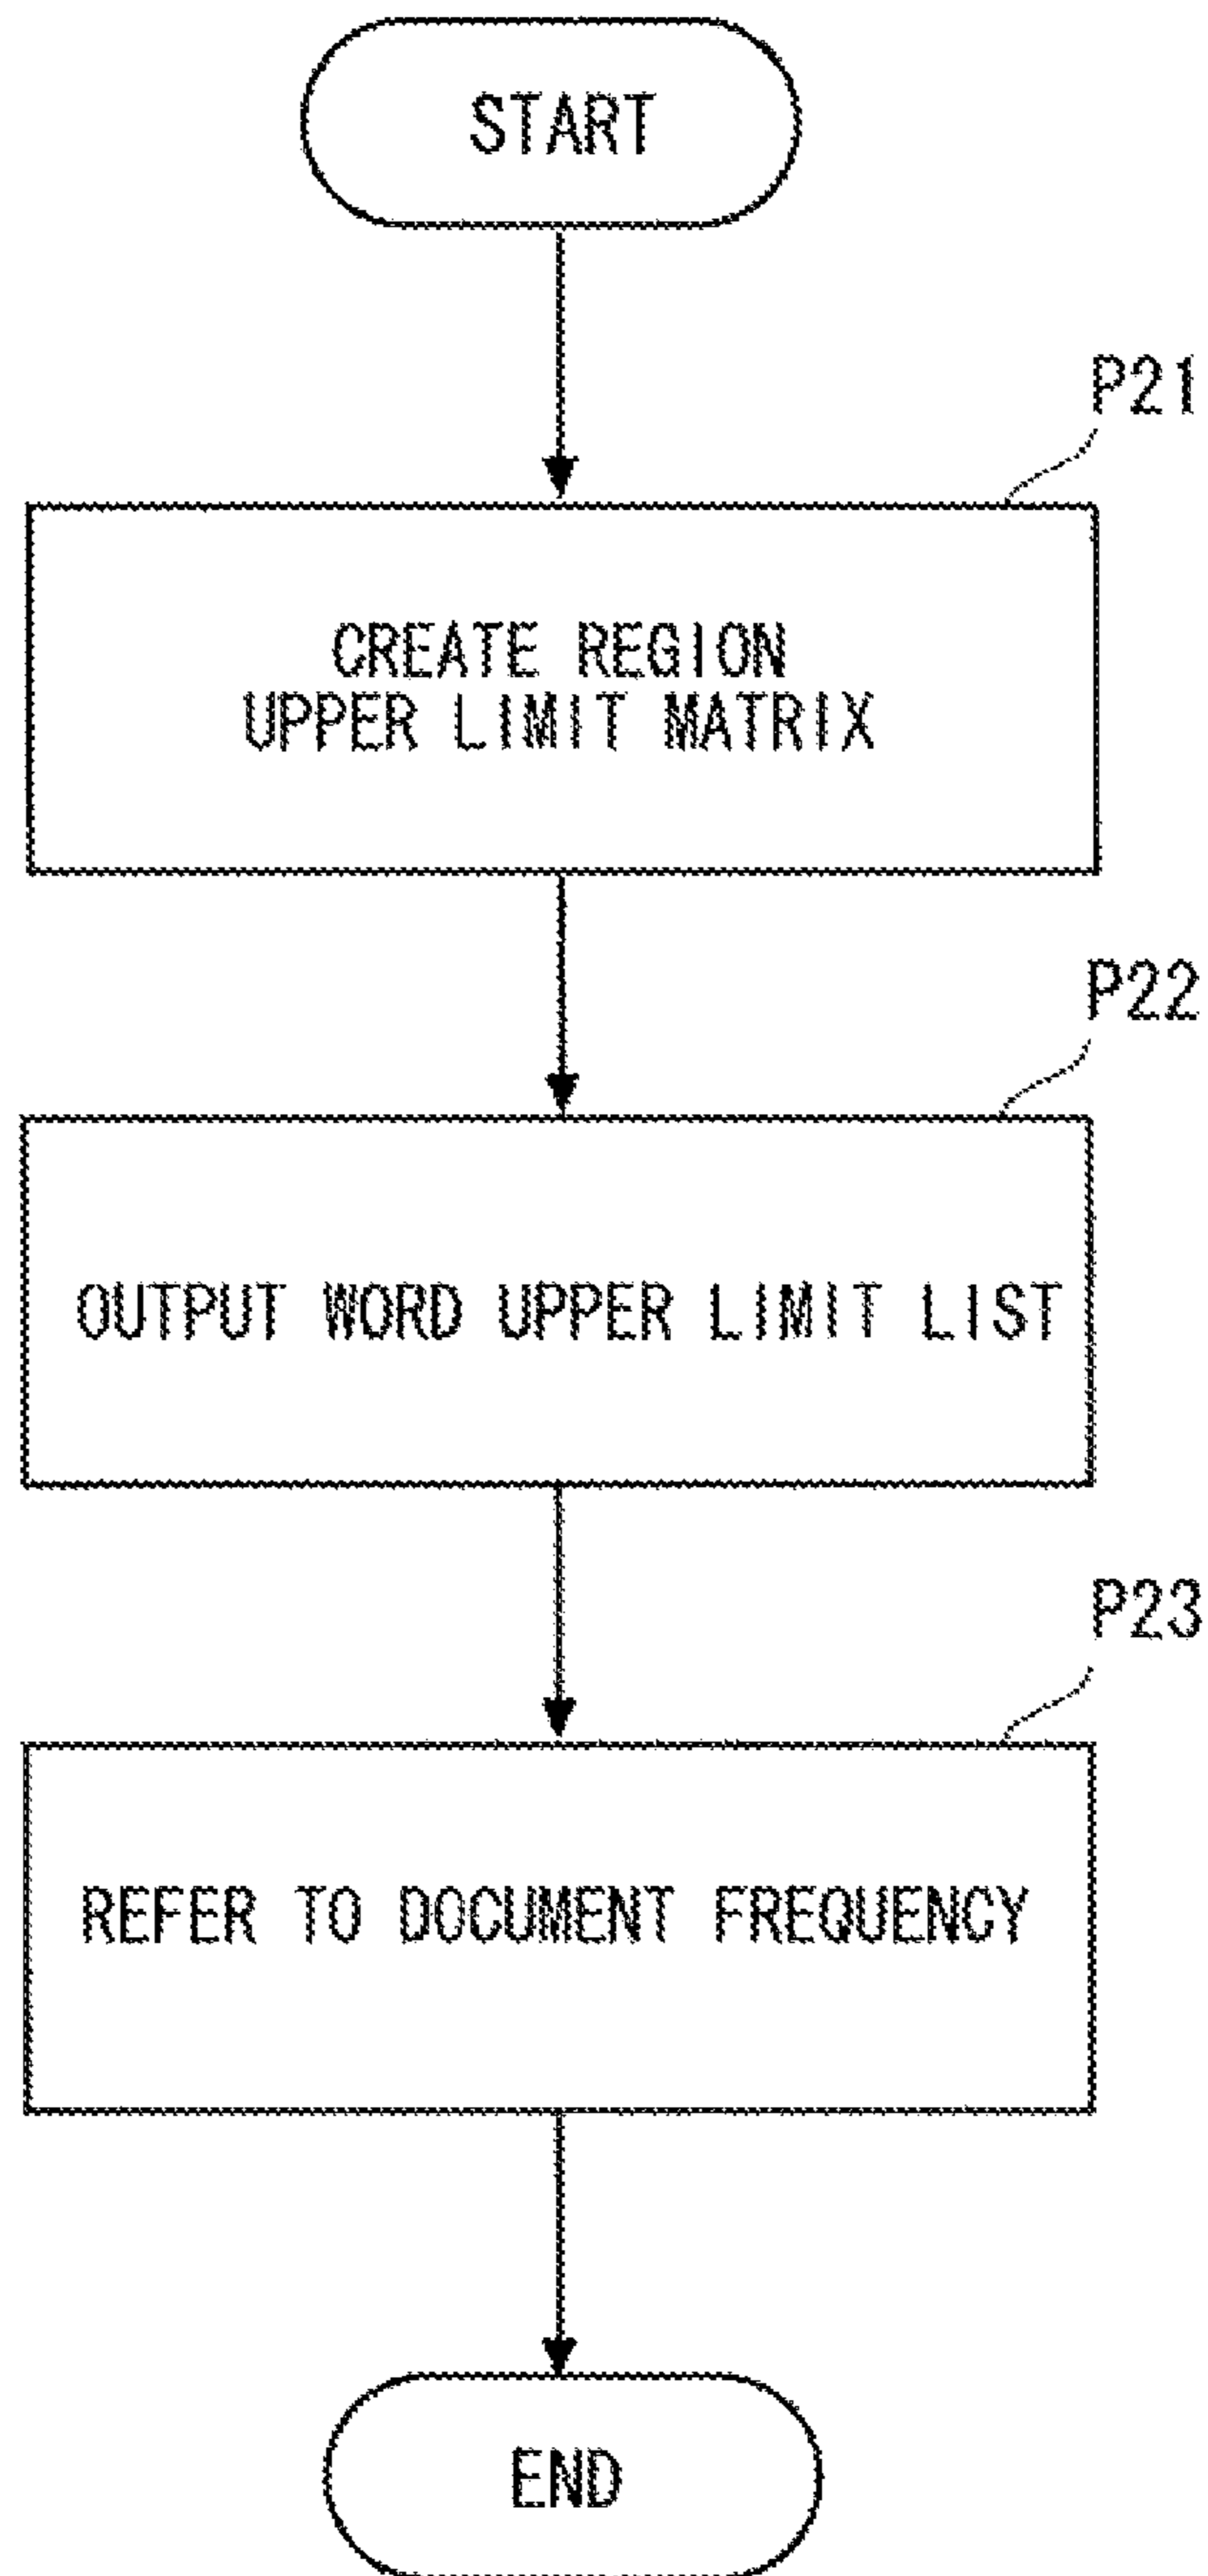 START
P21
CREATE REGION
UPPER LIMIT MATRIX
P22
OUTPUT WORD UPPER LIMIT LIST
P23
REFER TO DOCUMENT FREQUENCY
END